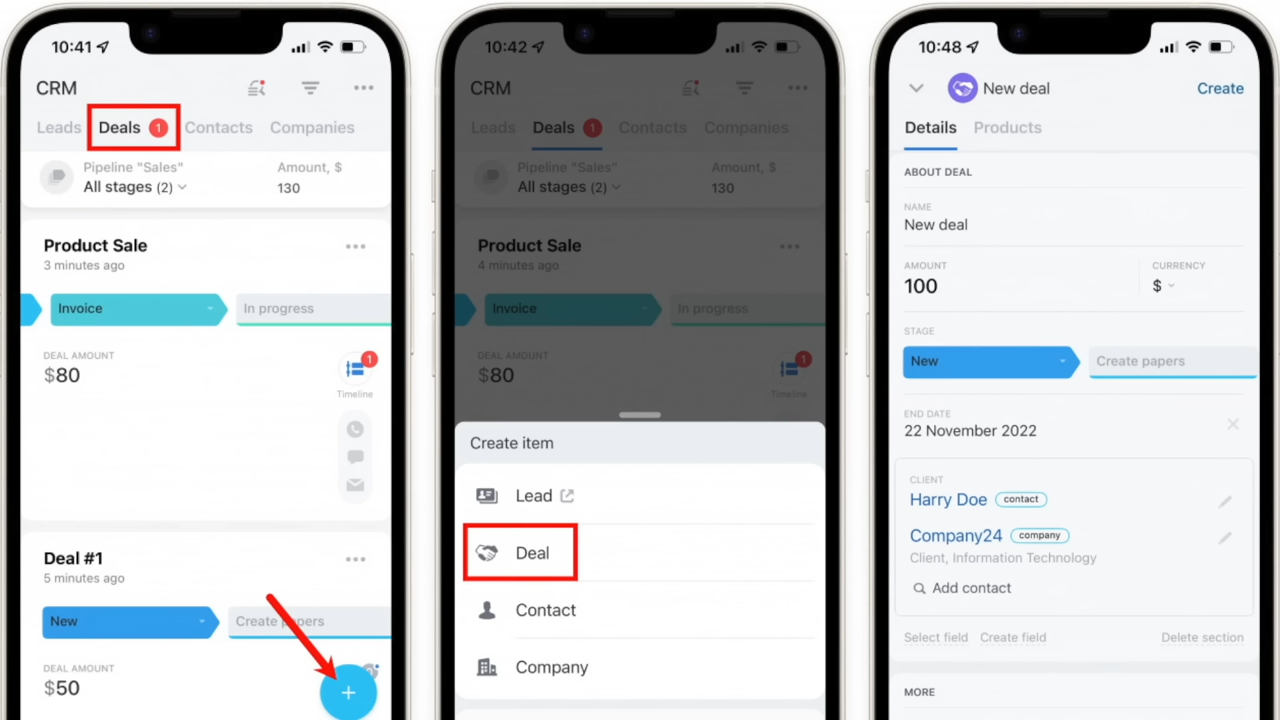 10:41
CRM
Leads Deals 1 Contacts Companies
Pipeline "Sales" Amount, $
All stages (2) 130
Product Sale
3 minutes ago
Invoice In progress
DEAL AMOUNT
$80
1
Timeline
Deal #1
5 minutes ago
New Create papers
DEAL AMOUNT
$50
10:42
CRM
Leads Deals 1 Contacts Companies
Pipeline "Sales" Amount, $
All stages (2) 130
Product Sale
4 minutes ago
Invoice In progress
DEAL AMOUNT
$80
1
Timeline
Create item
Lead
Deal
Contact
Company
10:48
New deal Create
Details Products
ABOUT DEAL
NAME
New deal
AMOUNT CURRENCY
100 $
STAGE
New Create papers
END DATE
22 November 2022
CLIENT
Harry Doe contact
Company24 company
Client, Information Technology
Add contact
Select field Create field Delete section
MORE